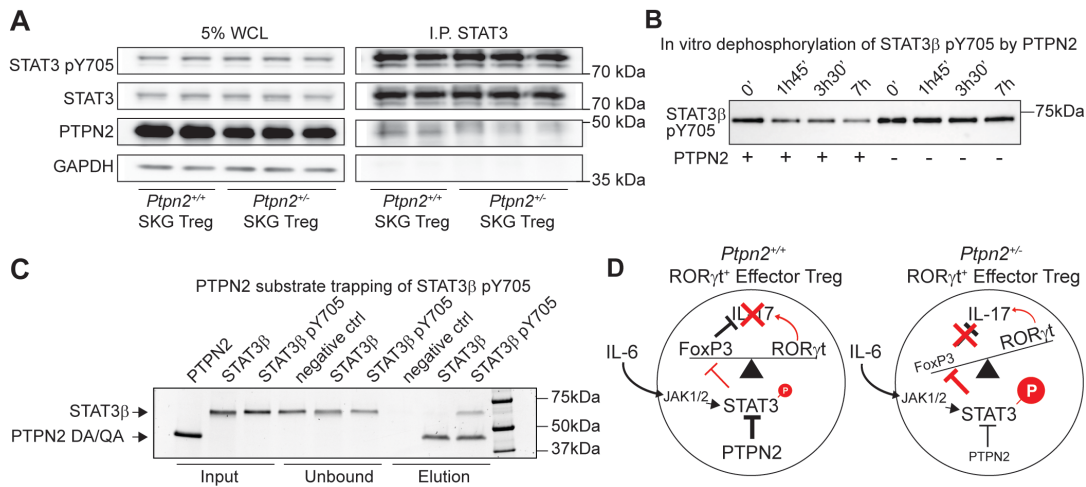 A
5% WCL
I.P. STAT3
STAT3 pY705
70 kDa
STAT3
70 kDa
PTPN2
50 kDa
GAPDH
35 kDa
Ptpn2+/+
SKG Treg
Ptpn2+/-
SKG Treg
Ptpn2+/+
SKG Treg
Ptpn2+/-
SKG Treg
B
In vitro dephosphorylation of STAT3β pY705 by PTPN2
0' 1h45' 3h30' 7h 0' 1h45' 3h30' 7h
STAT3β
pY705
75kDa
PTPN2 + + + + - - - -
C
PTPN2 substrate trapping of STAT3β pY705
PTPN2
STAT3β
STAT3β pY705
negative ctrl
STAT3β
STAT3β pY705
negative ctrl
STAT3β
STAT3β pY705
STAT3β
PTPN2 DA/QA
75kDa
50kDa
37kDa
Input
Unbound
Elution
D
Ptpn2+/+
RORγt+ Effector Treg
IL-6
IL-17
FoxP3
RORγt
JAK1/2
STAT3
P
PTPN2
Ptpn2+/-
RORγt+ Effector Treg
IL-6
IL-17
FoxP3
RORγt
JAK1/2
STAT3
P
PTPN2